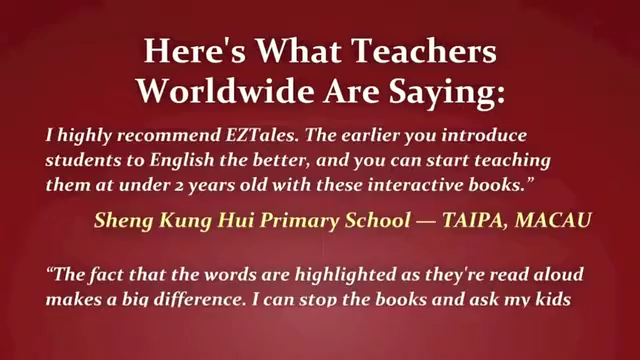 Here's What Teachers
Worldwide Are Saying:
I highly recommend EZTales. The earlier you introduce
students to English the better, and you can start teaching
them at under 2 years old with these interactive books.”
Sheng Kung Hui Primary School — TAIPA, MACAU
“The fact that the words are highlighted as they're read aloud
makes a big difference. I can stop the books and ask my kids